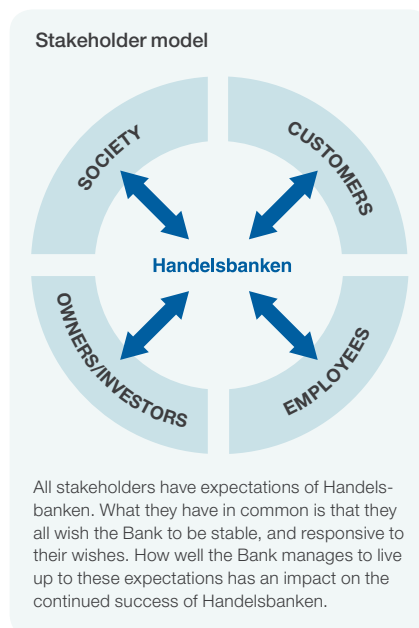 Stakeholder model
SOCIETY
CUSTOMERS
Handelsbanken
OWNERS/INVESTORS
EMPLOYEES
All stakeholders have expectations of Handels-
banken. What they have in common is that they
all wish the Bank to be stable, and responsive to
their wishes. How well the Bank manages to live
up to these expectations has an impact on the
continued success of Handelsbanken.